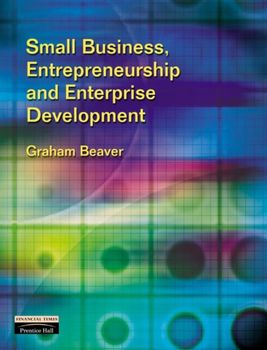 Small Business,
Entrepreneurship
and Enterprise
Development
Graham Beaver
FINANCIAL TIMES
Prentice Hall